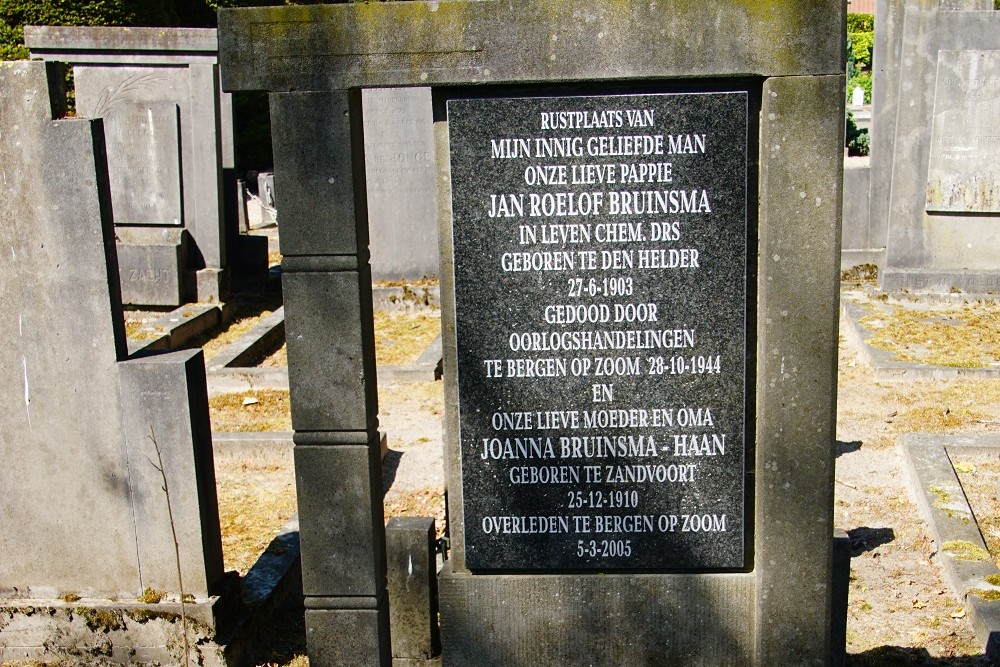 RUSTPLAATS VAN
MIJN INNIG GELIEFDE MAN
ONZE LIEVE PAPPIE
JAN ROELOF BRUINSMA
IN LEVEN CHEM. DRS
GEBOREN TE DEN HELDER
27-6-1903
GEDOOD DOOR
OORLOGSHANDELINGEN
TE BERGEN OP ZOOM 28-10-1944
EN
ONZE LIEVE MOEDER EN OMA
JOANNA BRUINSMA - HAAN
GEBOREN TE ZANDVOORT
25-12-1910
OVERLEDEN TE BERGEN OP ZOOM
5-3-2005